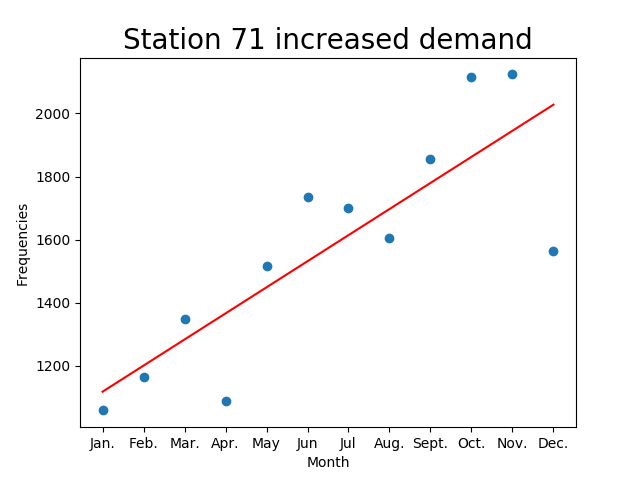 Station 71 increased demand
Frequencies
2000
1800
1600
1400
1200
Jan. Feb. Mar. Apr. May Jun Jul Aug. Sept. Oct. Nov. Dec.
Month